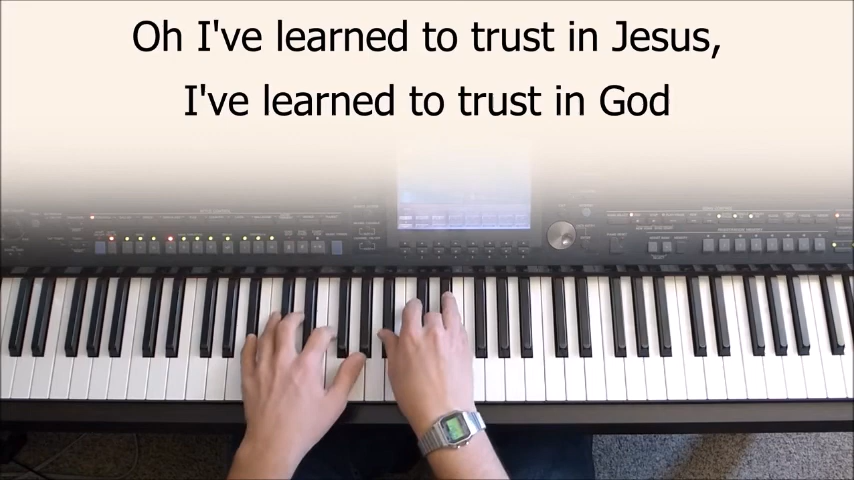 Oh I've learned to trust in Jesus,
I've learned to trust in God